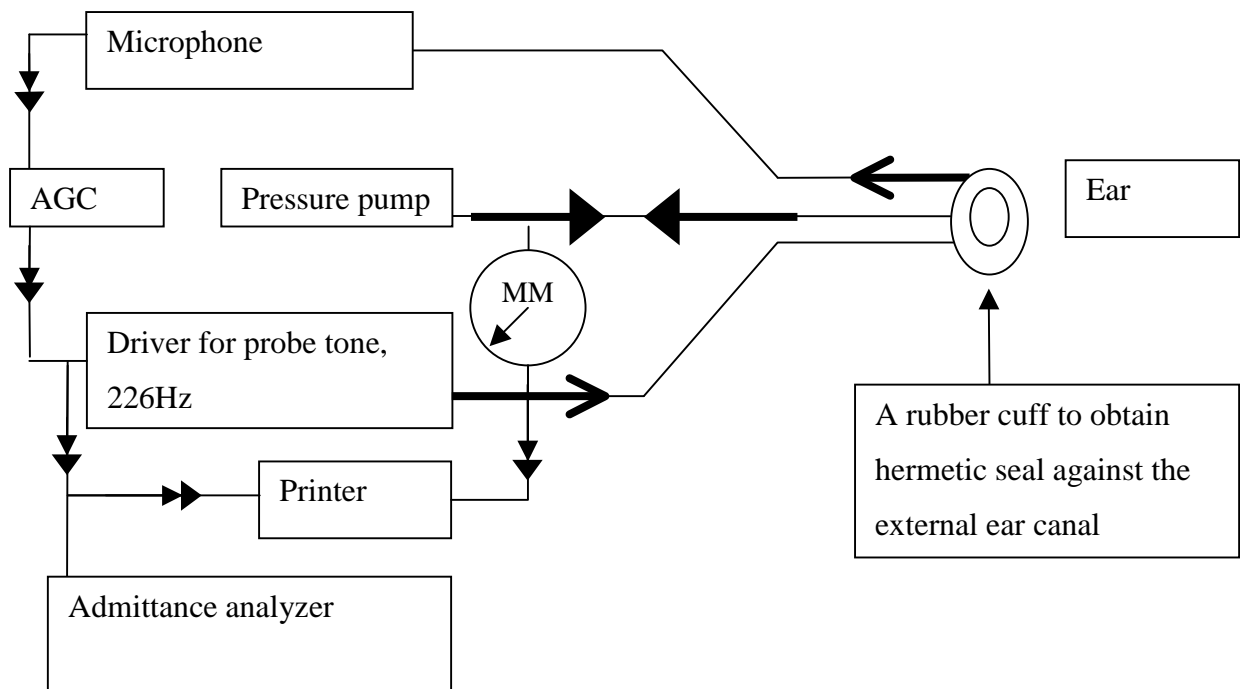 Microphone
AGC
Pressure pump
Ear
MM
Driver for probe tone,
226Hz
A rubber cuff to obtain
hermetic seal against the
external ear canal
Printer
Admittance analyzer